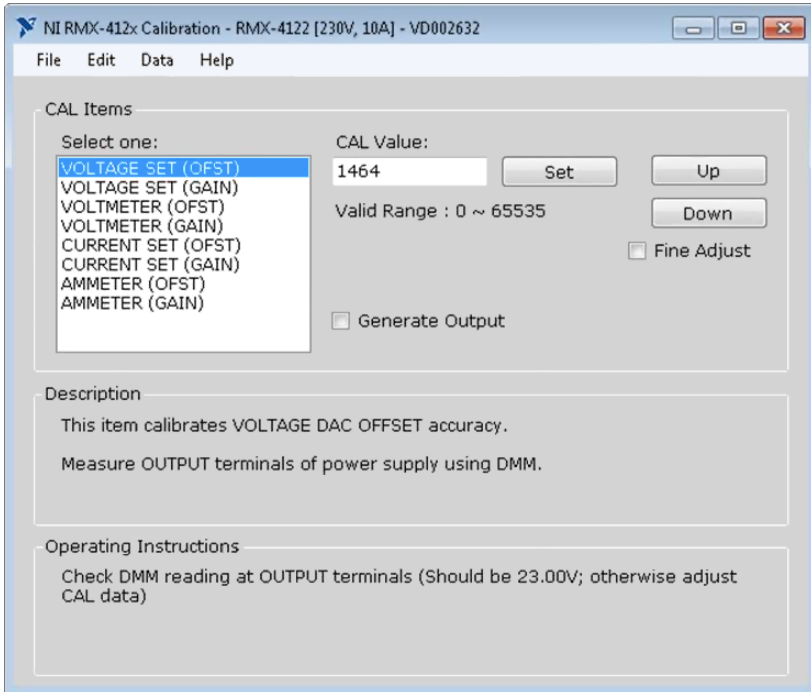 NI RMX-412x Calibration - RMX-4122 [230V, 10A] - VD002632
File Edit Data Help
CAL Items
Select one:
VOLTAGE SET (OFST)
VOLTAGE SET (GAIN)
VOLTMETER (OFST)
VOLTMETER (GAIN)
CURRENT SET (OFST)
CURRENT SET (GAIN)
AMMETER (OFST)
AMMETER (GAIN)
CAL Value:
1464
Set
Up
Valid Range : 0 ~ 65535
Down
Fine Adjust
Generate Output
Description
This item calibrates VOLTAGE DAC OFFSET accuracy.
Measure OUTPUT terminals of power supply using DMM.
Operating Instructions
Check DMM reading at OUTPUT terminals (Should be 23.00V; otherwise adjust
CAL data)